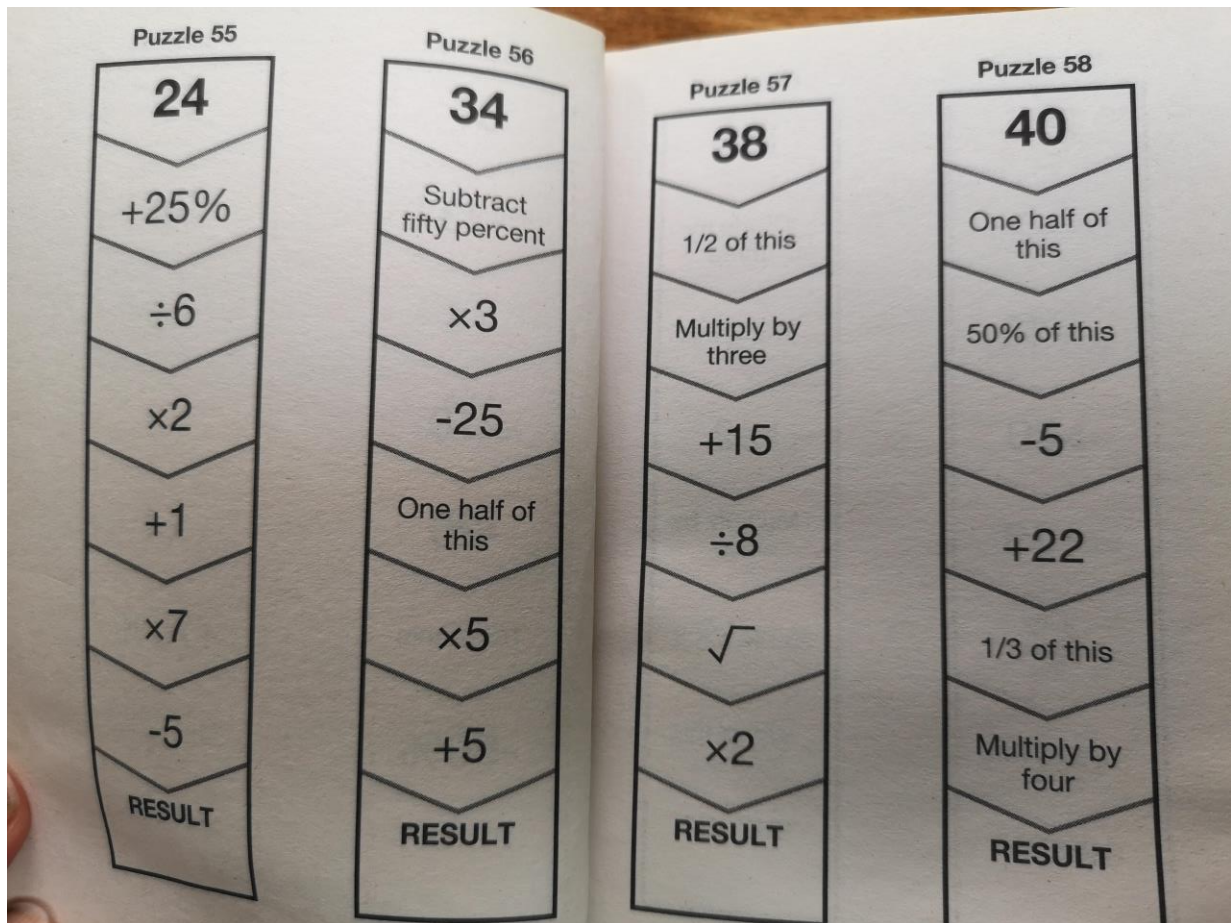 Puzzle 55
24
+25%
÷6
×2
+1
×7
-5
RESULT
Puzzle 56
34
Subtract
fifty percent
×3
-25
One half of
this
×5
+5
RESULT
Puzzle 57
38
1/2 of this
Multiply by
three
+15
÷8
√
×2
RESULT
Puzzle 58
40
One half of
this
50% of this
-5
+22
1/3 of this
Multiply by
four
RESULT